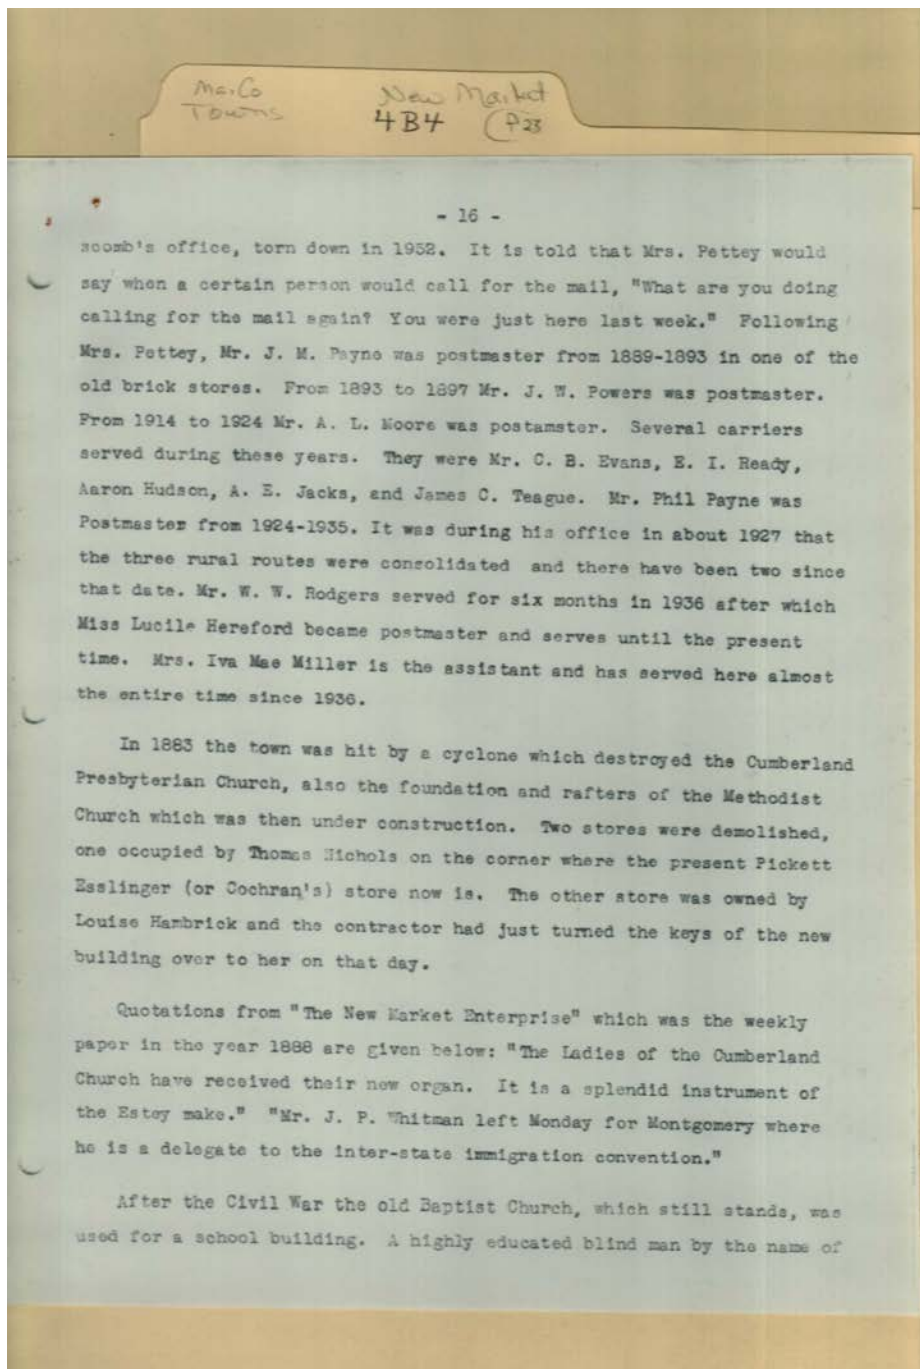 Ma.Co
Towns
New Market
4B4 (P23
- 16 -
scomb's office, torn down in 1952. It is told that Mrs. Pettey would
say when a certain person would call for the mail, "What are you doing
calling for the mail again? You were just here last week." Following
Mrs. Pettey, Mr. J. M. Payne was postmaster from 1889-1893 in one of the
old brick stores. From 1893 to 1897 Mr. J. W. Powers was postmaster.
From 1914 to 1924 Mr. A. L. Moore was postamster. Several carriers
served during these years. They were Mr. C. B. Evans, E. I. Ready,
Aaron Hudson, A. E. Jacks, and James C. Teague. Mr. Phil Payne was
Postmaster from 1924-1935. It was during his office in about 1927 that
the three rural routes were consolidated and there have been two since
that date. Mr. W. W. Rodgers served for six months in 1936 after which
Miss Lucile Hereford became postmaster and serves until the present
time. Mrs. Iva Mae Miller is the assistant and has served here almost
the entire time since 1936.
In 1883 the town was hit by a cyclone which destroyed the Cumberland
Presbyterian Church, also the foundation and rafters of the Methodist
Church which was then under construction. Two stores were demolished,
one occupied by Thomas Nichols on the corner where the present Pickett
Esslinger (or Cochran's) store now is. The other store was owned by
Louise Hambrick and the contractor had just turned the keys of the new
building over to her on that day.
Quotations from "The New Market Enterprise" which was the weekly
paper in the year 1888 are given below: "The Ladies of the Cumberland
Church have received their new organ. It is a splendid instrument of
the Estey make." "Mr. J. P. Whitman left Monday for Montgomery where
he is a delegate to the inter-state immigration convention."
After the Civil War the old Baptist Church, which still stands, was
used for a school building. A highly educated blind man by the name of